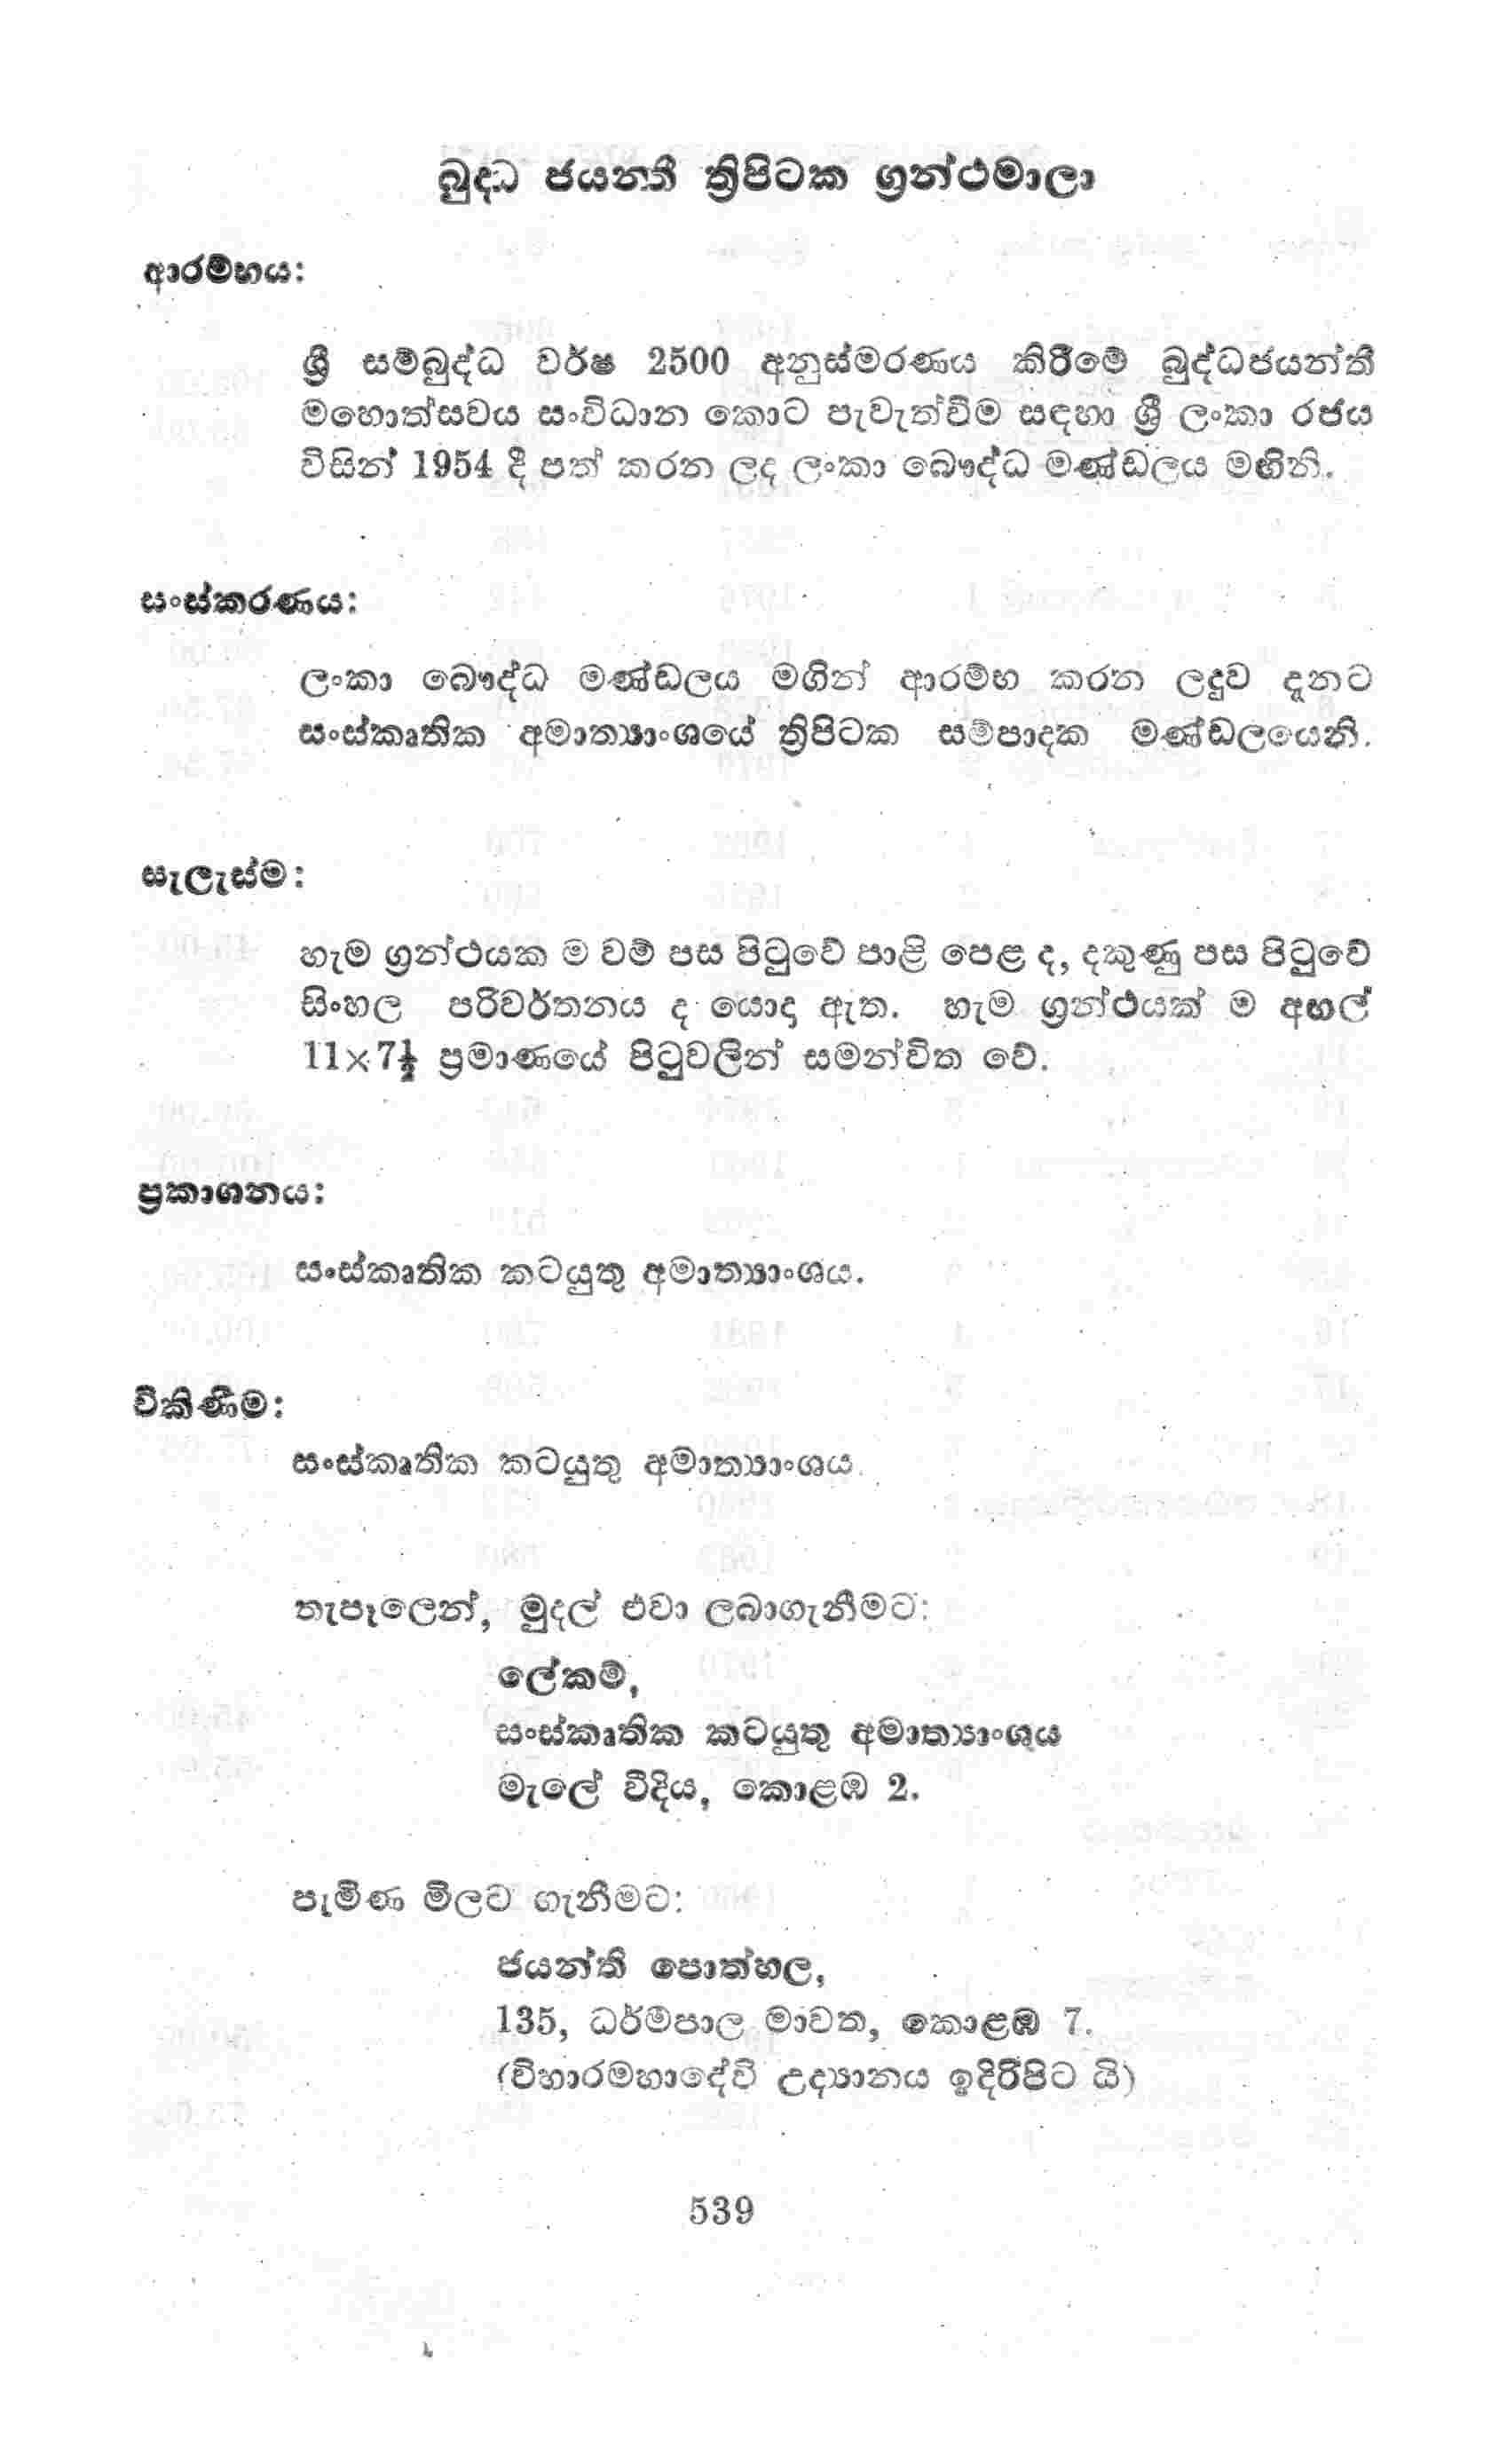 බුද්ධ ජයන්තී ත්‍රිපිටක ග්‍රන්ථමාලා
ආරම්භය:
ශ්‍රී සම්බුද්ධ වර්ෂ 2500 අනුස්මරණය කිරීමේ බුද්ධජයන්තී
මහොත්සවය සංවිධාන කොට පැවැත්වීම සඳහා ශ්‍රී ලංකා රජය
විසින් 1954 දී පත් කරන ලද ලංකා බෞද්ධ මණ්ඩලය මඟිනි.
සංස්කරණය:
ලංකා බෞද්ධ මණ්ඩලය මගින් ආරම්භ කරන ලදුව දැනට
සංස්කෘතික අමාත්‍යාංශයේ ත්‍රිපිටක සම්පාදක මණ්ඩලයෙනි.
සැලැස්ම:
හැම ග්‍රන්ථයක ම වම් පස පිටුවේ පාළි පෙළ ද, දකුණු පස පිටුවේ
සිංහල පරිවර්තනය ද යොදා ඇත. හැම ග්‍රන්ථයක් ම අඟල්
11×7½ ප්‍රමාණයේ පිටුවලින් සමන්විත වේ.
ප්‍රකාශනය:
සංස්කෘතික කටයුතු අමාත්‍යාංශය.
විකිණීම:
සංස්කෘතික කටයුතු අමාත්‍යාංශය.
තැපෑලෙන්, මුදල් එවා ලබාගැනීමට:
ලේකම්,
සංස්කෘතික කටයුතු අමාත්‍යාංශය
මැලේ වීදිය, කොළඹ 2.
පැමිණ මිලට ගැනීමට:
ජයන්ති පොත්හල,
135, ධර්මපාල මාවත, කොළඹ 7.
(විහාරමහාදේවි උද්‍යානය ඉදිරිපිට යි)
539